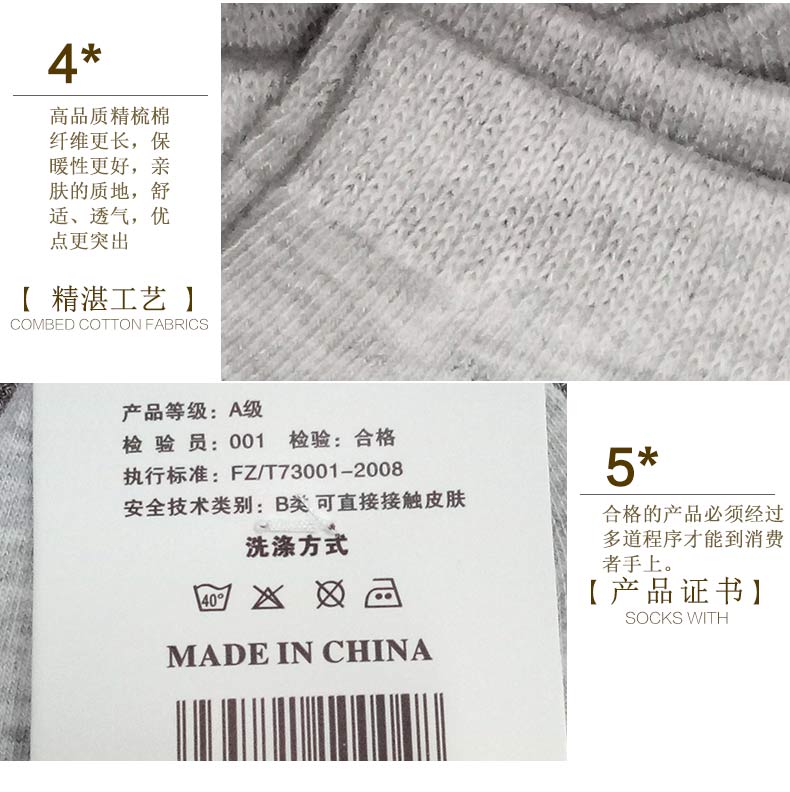 4*
高品质精梳棉
纤维更长，保
暖性更好，亲
肤的质地，舒
适、透气，优
点更突出
【 精湛工艺 】
COMBED COTTON FABRICS
产品等级：A级
检 验 员：001 检验：合格
执行标准：FZ/T73001-2008
安全技术类别：B类 可直接接触皮肤
洗涤方式
40°
MADE IN CHINA
5*
合格的产品必须经过
多道程序才能到消费
者手上。
【 产品证书 】
SOCKS WITH